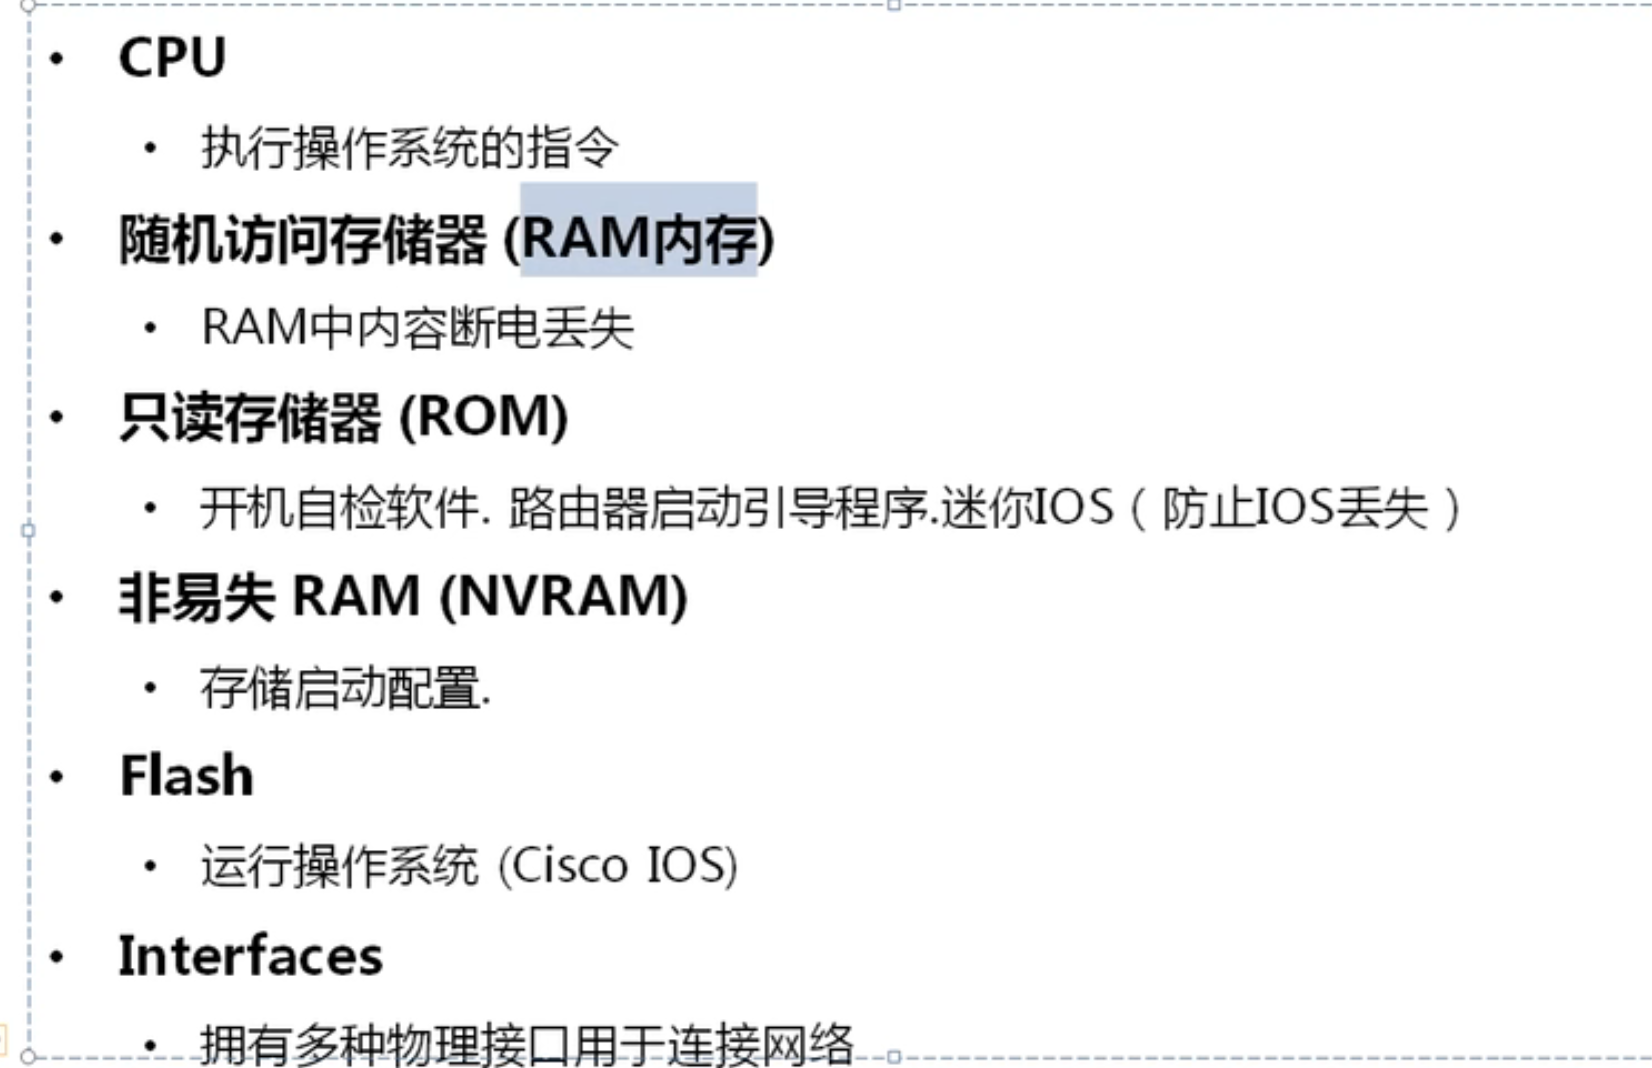 • CPU
• 执行操作系统的指令
• 随机访问存储器 (RAM内存)
• RAM中内容断电丢失
• 只读存储器 (ROM)
• 开机自检软件. 路由器启动引导程序.迷你IOS（防止IOS丢失）
• 非易失 RAM (NVRAM)
• 存储启动配置.
• Flash
• 运行操作系统 (Cisco IOS)
• Interfaces
• 拥有多种物理接口用于连接网络